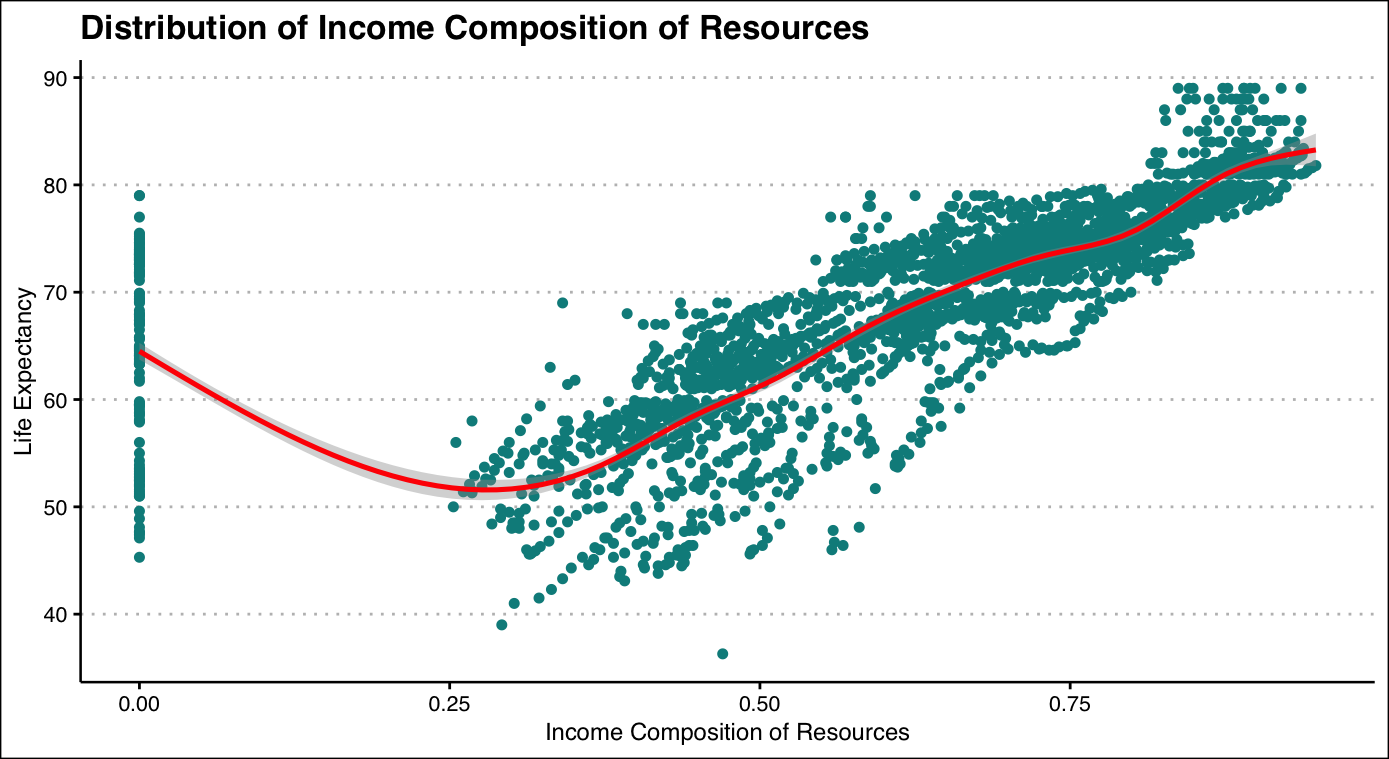 Distribution of Income Composition of Resources
90
80
70
60
50
40
Life Expectancy
0.00 0.25 0.50 0.75
Income Composition of Resources